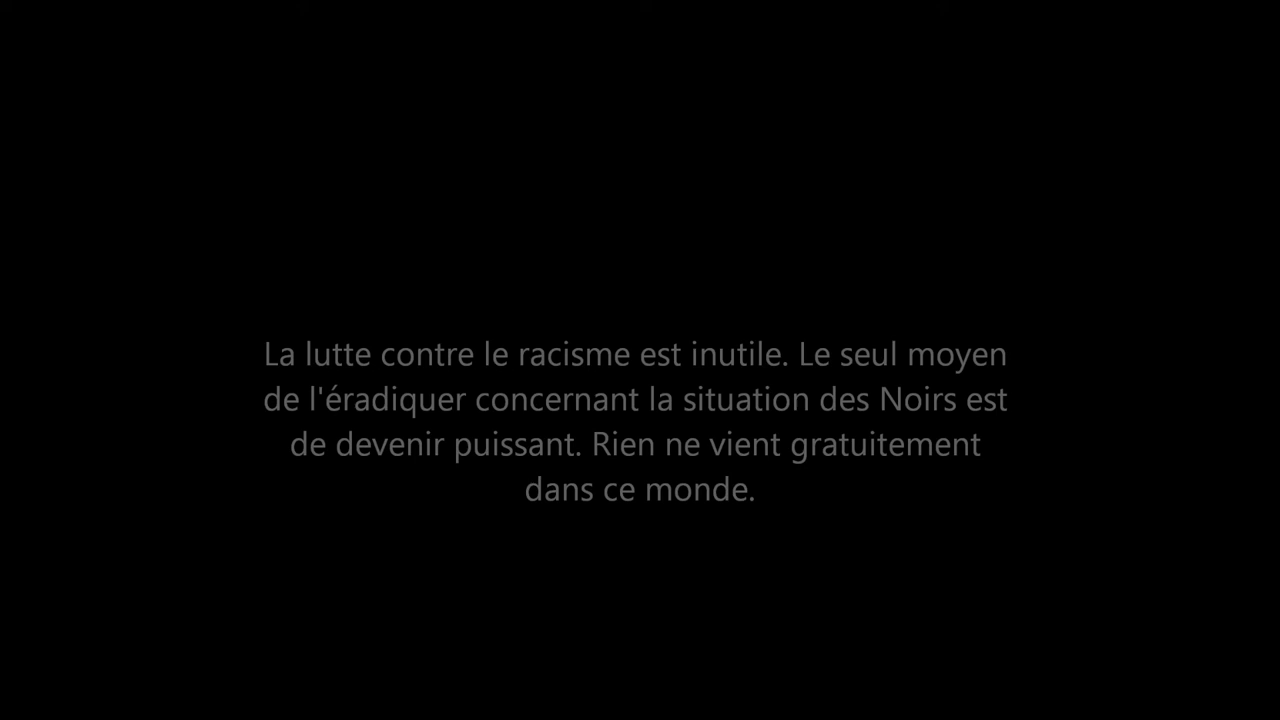 La lutte contre le racisme est inutile. Le seul moyen
de l'éradiquer concernant la situation des Noirs est
de devenir puissant. Rien ne vient gratuitement
dans ce monde.